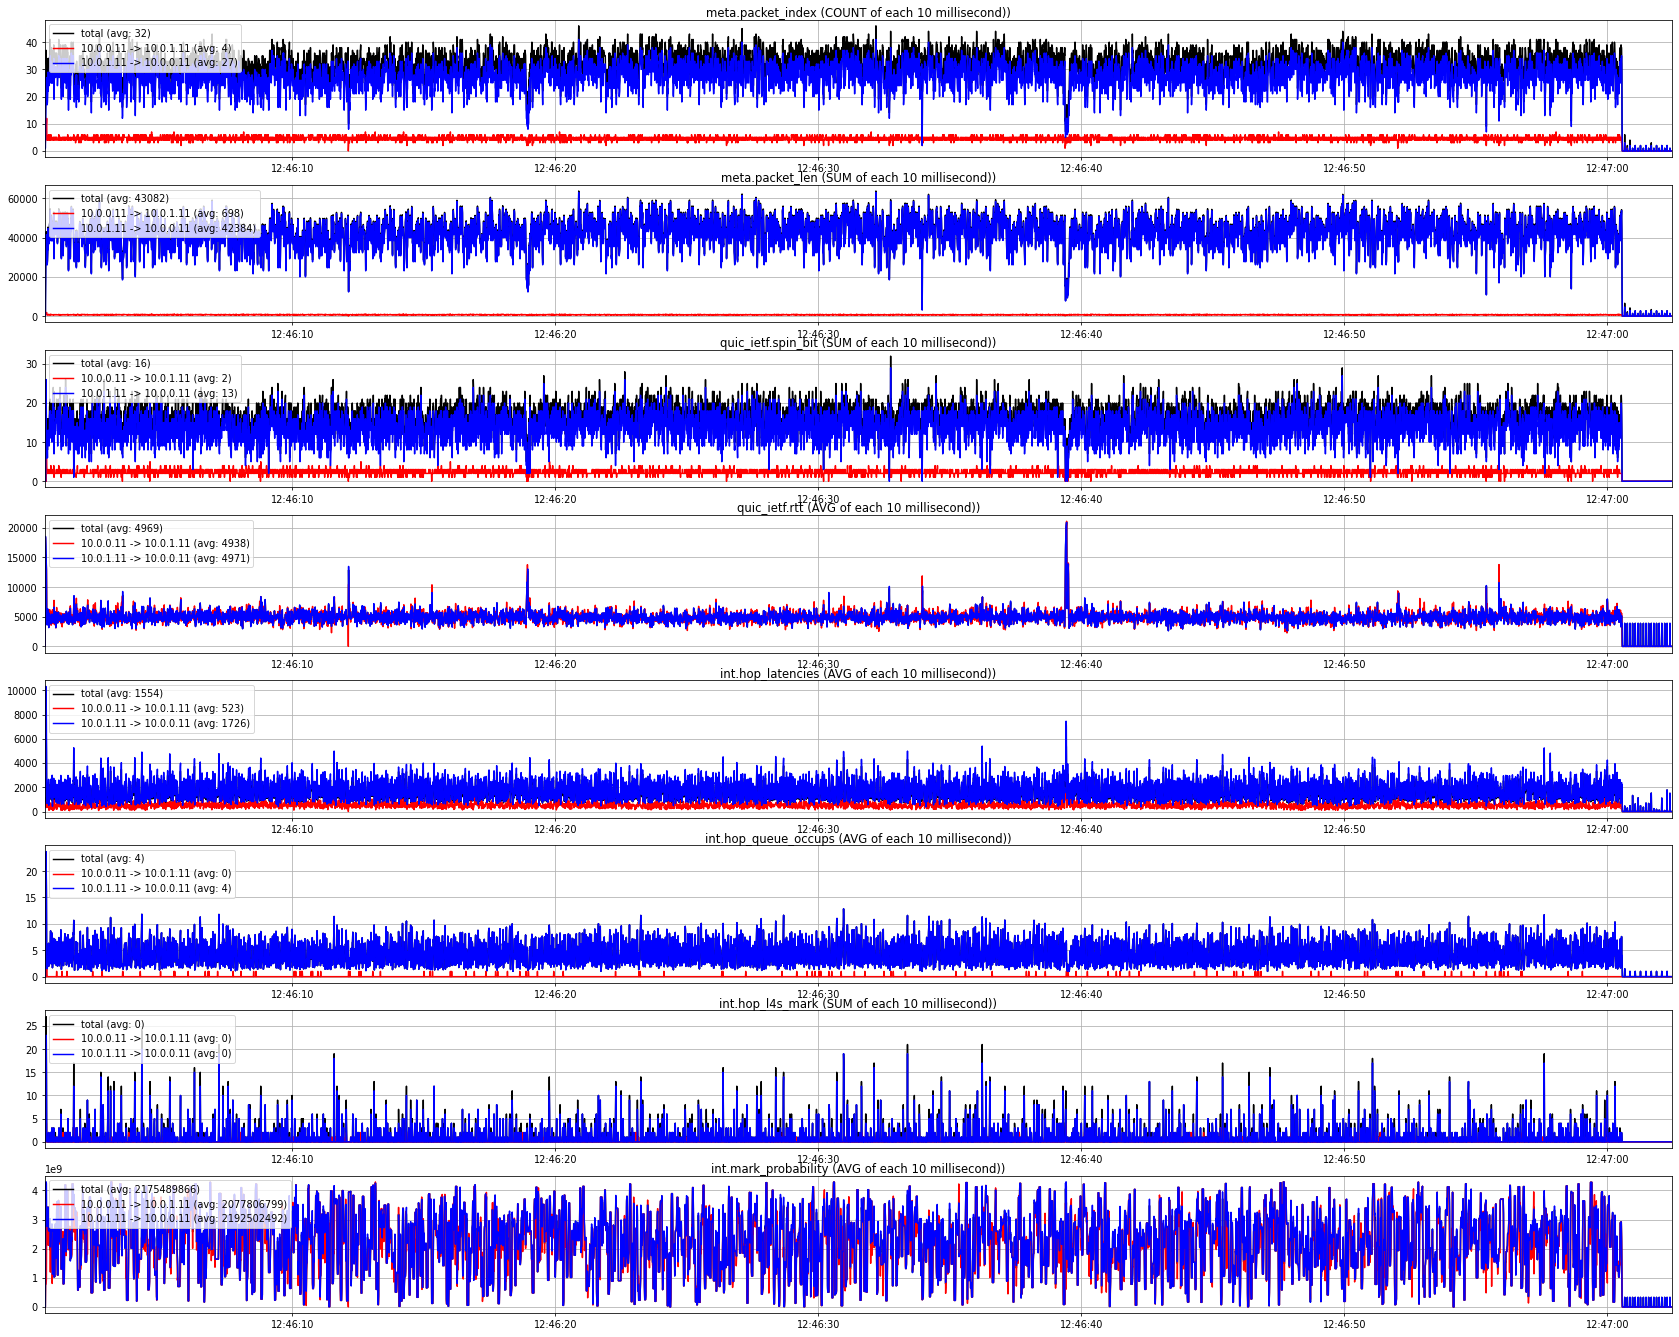 meta.packet_index (COUNT of each 10 millisecond))
total (avg: 32)
10.0.0.11 -> 10.0.1.11 (avg: 4)
10.0.1.11 -> 10.0.0.11 (avg: 27)
40
30
20
10
0
12:46:10 12:46:20 12:46:30 12:46:40 12:46:50 12:47:00
meta.packet_len (SUM of each 10 millisecond))
total (avg: 43082)
10.0.0.11 -> 10.0.1.11 (avg: 698)
10.0.1.11 -> 10.0.0.11 (avg: 42384)
60000
40000
20000
0
12:46:10 12:46:20 12:46:30 12:46:40 12:46:50 12:47:00
quic_ietf.spin_bit (SUM of each 10 millisecond))
total (avg: 16)
10.0.0.11 -> 10.0.1.11 (avg: 2)
10.0.1.11 -> 10.0.0.11 (avg: 13)
30
20
10
0
12:46:10 12:46:20 12:46:30 12:46:40 12:46:50 12:47:00
quic_ietf.rtt (AVG of each 10 millisecond))
total (avg: 4969)
10.0.0.11 -> 10.0.1.11 (avg: 4938)
10.0.1.11 -> 10.0.0.11 (avg: 4971)
20000
15000
10000
5000
0
12:46:10 12:46:20 12:46:30 12:46:40 12:46:50 12:47:00
int.hop_latencies (AVG of each 10 millisecond))
total (avg: 1554)
10.0.0.11 -> 10.0.1.11 (avg: 523)
10.0.1.11 -> 10.0.0.11 (avg: 1726)
10000
8000
6000
4000
2000
0
12:46:10 12:46:20 12:46:30 12:46:40 12:46:50 12:47:00
int.hop_queue_occups (AVG of each 10 millisecond))
total (avg: 4)
10.0.0.11 -> 10.0.1.11 (avg: 0)
10.0.1.11 -> 10.0.0.11 (avg: 4)
20
15
10
5
0
12:46:10 12:46:20 12:46:30 12:46:40 12:46:50 12:47:00
int.hop_l4s_mark (SUM of each 10 millisecond))
total (avg: 0)
10.0.0.11 -> 10.0.1.11 (avg: 0)
10.0.1.11 -> 10.0.0.11 (avg: 0)
25
20
15
10
5
0
12:46:10 12:46:20 12:46:30 12:46:40 12:46:50 12:47:00
int.mark_probability (AVG of each 10 millisecond))
1e9
total (avg: 2175489866)
10.0.0.11 -> 10.0.1.11 (avg: 2077806799)
10.0.1.11 -> 10.0.0.11 (avg: 2192502492)
4
3
2
1
0
12:46:10 12:46:20 12:46:30 12:46:40 12:46:50 12:47:00